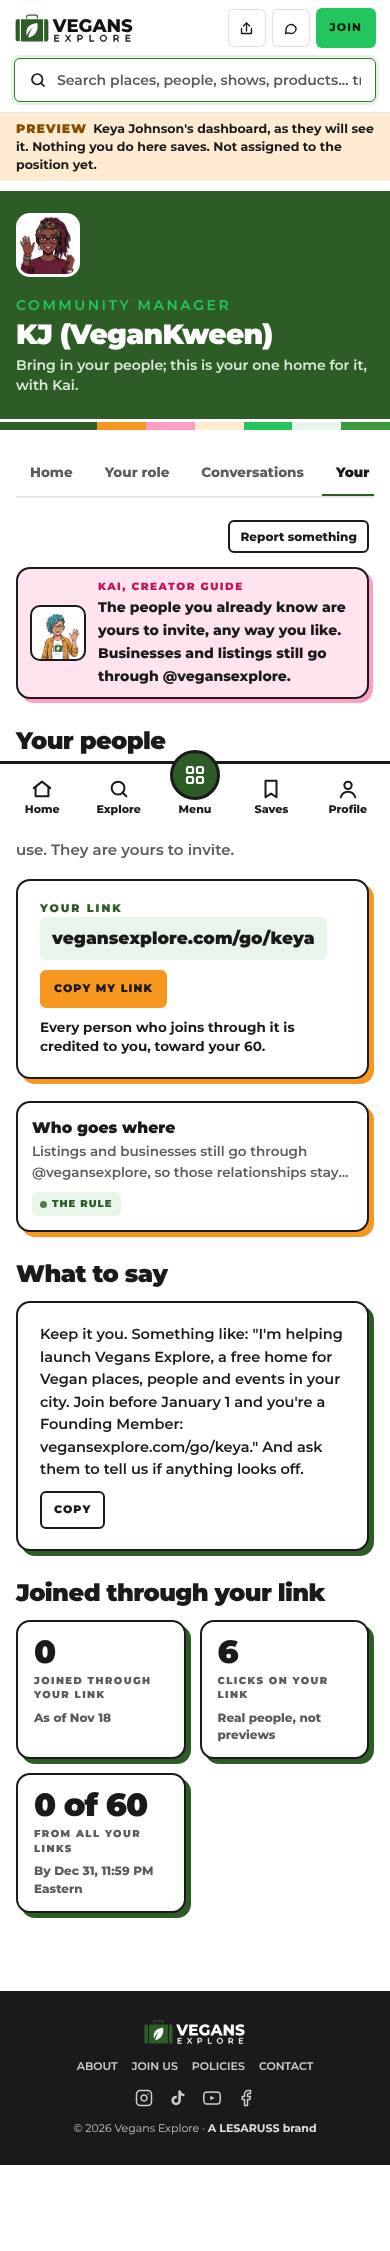 VEGANS
EXPLORE
JOIN
Search places, people, shows, products... tr
PREVIEW Keya Johnson's dashboard, as they will see
it. Nothing you do here saves. Not assigned to the
position yet.
COMMUNITY MANAGER
KJ (VeganKween)
Bring in your people; this is your one home for it,
with Kai.
Home Your role Conversations Your
Report something
KAI, CREATOR GUIDE
The people you already know are
yours to invite, any way you like.
Businesses and listings still go
through @vegansexplore.
Your people
Home Explore Menu Saves Profile
use. They are yours to invite.
YOUR LINK
vegansexplore.com/go/keya
COPY MY LINK
Every person who joins through it is
credited to you, toward your 60.
Who goes where
Listings and businesses still go through
@vegansexplore, so those relationships stay...
THE RULE
What to say
Keep it you. Something like: "I'm helping
launch Vegans Explore, a free home for
Vegan places, people and events in your
city. Join before January 1 and you're a
Founding Member:
vegansexplore.com/go/keya." And ask
them to tell us if anything looks off.
COPY
Joined through your link
0
JOINED THROUGH
YOUR LINK
As of Nov 18
6
CLICKS ON YOUR
LINK
Real people, not
previews
0 of 60
FROM ALL YOUR
LINKS
By Dec 31, 11:59 PM
Eastern
VEGANS
EXPLORE
ABOUT JOIN US POLICIES CONTACT
© 2026 Vegans Explore · A LESARUSS brand